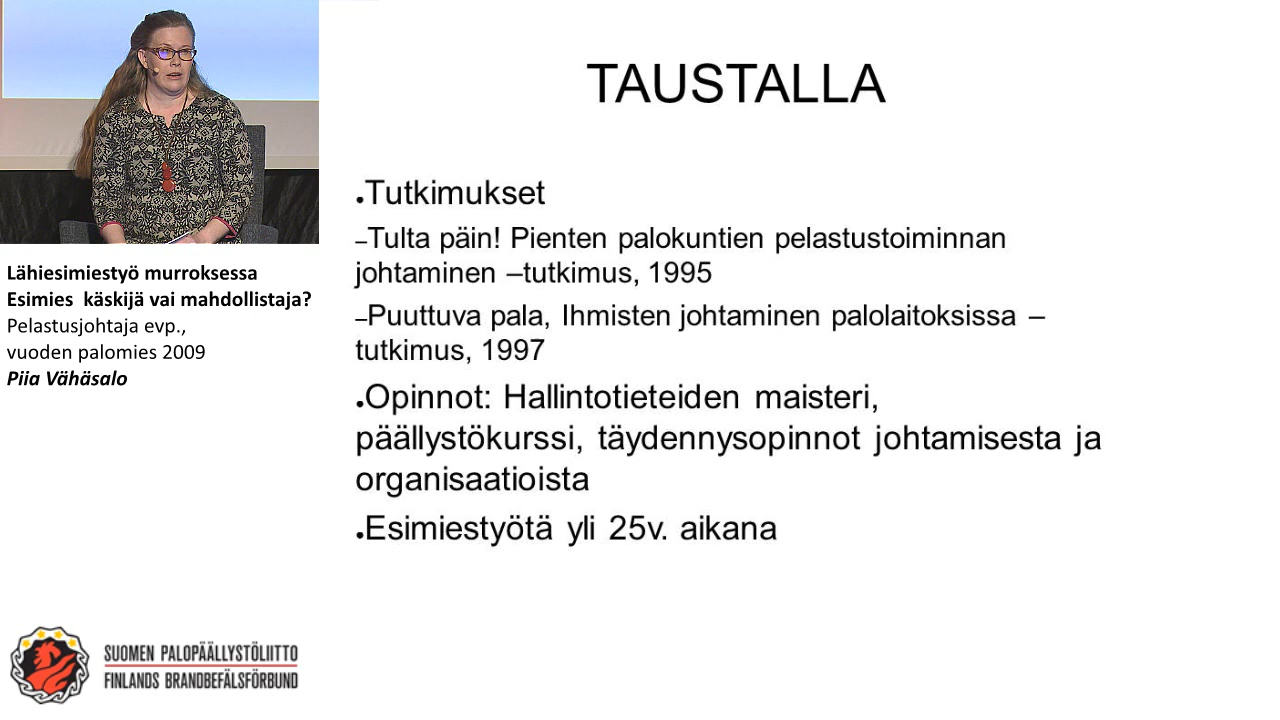 TAUSTALLA
●Tutkimukset
–Tulta päin! Pienten palokuntien pelastustoiminnan
johtaminen –tutkimus, 1995
–Puuttuva pala, Ihmisten johtaminen palolaitoksissa –
tutkimus, 1997
●Opinnot: Hallintotieteiden maisteri,
päällystökurssi, täydennysopinnot johtamisesta ja
organisaatioista
●Esimiestyötä yli 25v. aikana
Lähiesimiestyö murroksessa
Esimies käskijä vai mahdollistaja?
Pelastusjohtaja evp.,
vuoden palomies 2009
Piia Vähäsalo
SUOMEN PALOPÄÄLLYSTÖLIITTO
FINLANDS BRANDBEFÄLSFÖRBUND